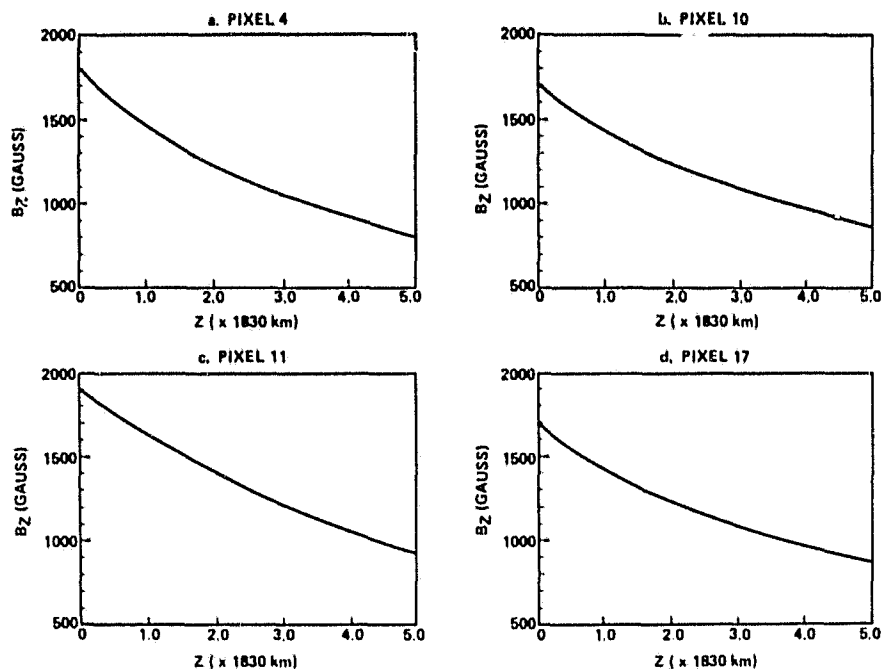 a. PIXEL 4
2000
1500
1000
500
BZ (GAUSS)
0 1.0 2.0 3.0 4.0 5.0
Z ( x 1830 km)
b. PIXEL 10
2000
1500
1000
500
BZ (GAUSS)
0 1.0 2.0 3.0 4.0 5.0
Z ( x 1830 km)
c. PIXEL 11
2000
1500
1000
500
BZ (GAUSS)
0 1.0 2.0 3.0 4.0 5.0
Z ( x 1830 km)
d. PIXEL 17
2000
1500
1000
500
BZ (GAUSS)
0 1.0 2.0 3.0 4.0 5.0
Z ( x 1830 km)